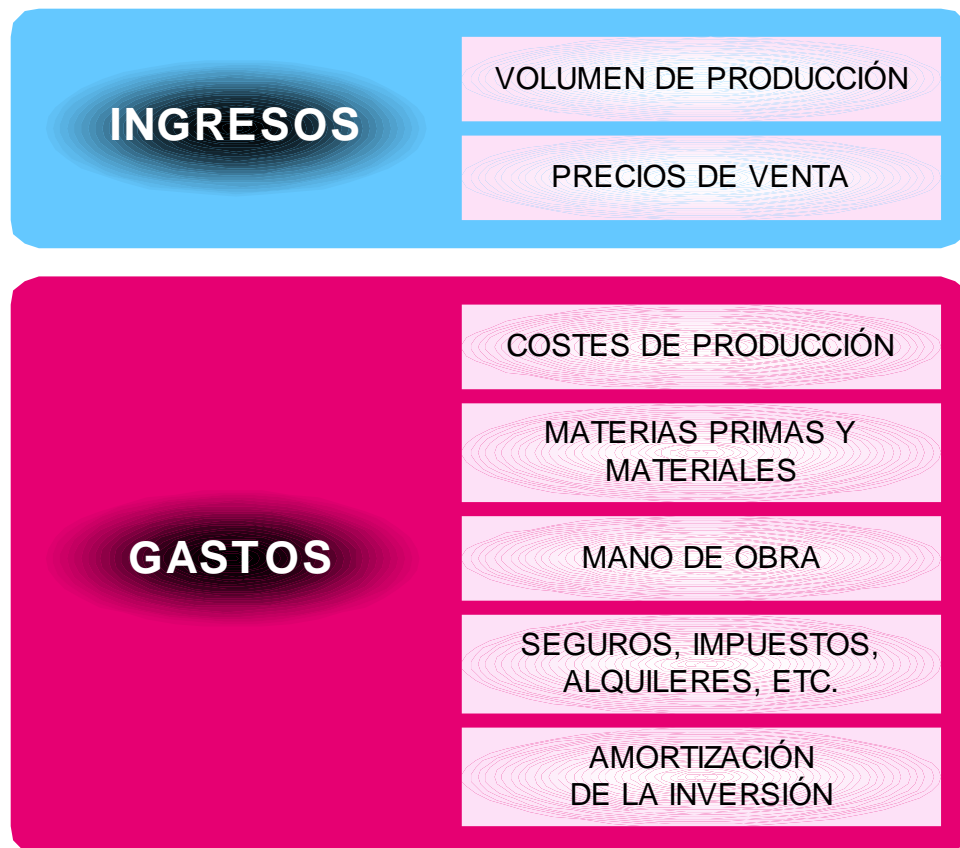 INGRESOS
VOLUMEN DE PRODUCCIÓN
PRECIOS DE VENTA
GASTOS
COSTES DE PRODUCCIÓN
MATERIAS PRIMAS Y
MATERIALES
MANO DE OBRA
SEGUROS, IMPUESTOS,
ALQUILERES, ETC.
AMORTIZACIÓN
DE LA INVERSIÓN